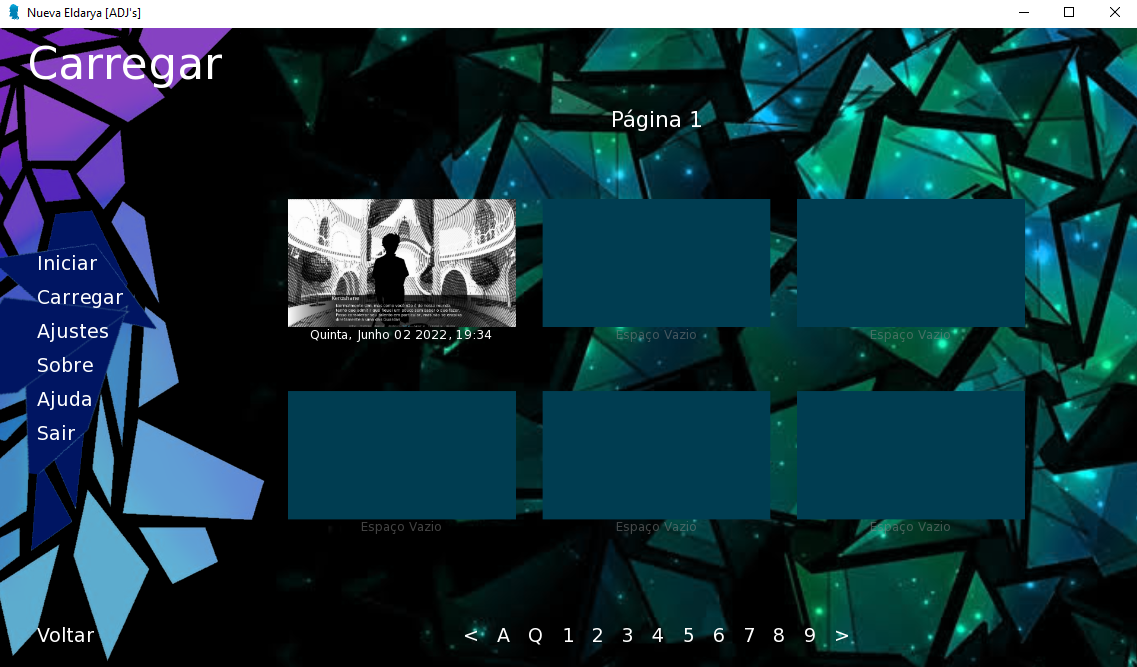 Nueva Eldarya [ADJ's]
Carregar
Página 1
Iniciar
Carregar
Ajustes
Sobre
Ajuda
Sair
Keroshane
Quinta, Junho 02 2022, 19:34
Espaço Vazio
Espaço Vazio
Espaço Vazio
Espaço Vazio
Espaço Vazio
Voltar
< A Q 1 2 3 4 5 6 7 8 9 >